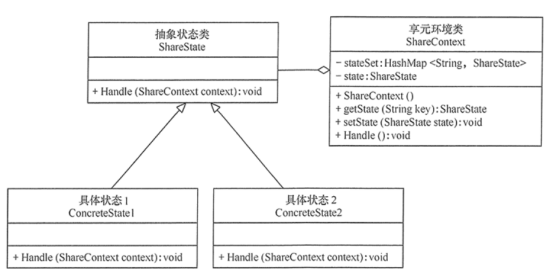 抽象状态类
ShareState
+ Handle (ShareContext context): void
享元环境类
ShareContext
- stateSet: HashMap <String, ShareState>
- state: ShareState
+ ShareContext ()
+ getState (String key): ShareState
+ setState (ShareState state): void
+ Handle (): void
具体状态1
ConcreteState1
+ Handle (ShareContext context): void
具体状态2
ConcreteState2
+ Handle (ShareContext context): void